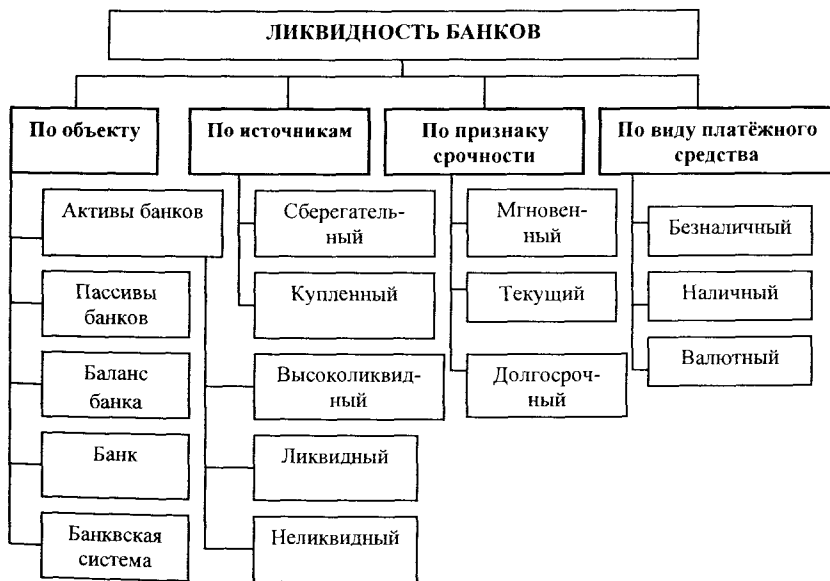 ЛИКВИДНОСТЬ БАНКОВ
По объекту
Активы банков
Пассивы
банков
Баланс
банка
Банк
Банквская
система
По источникам
Сберегатель-
ный
Купленный
Высоколиквид-
ный
Ликвидный
Неликвидный
По признаку
срочности
Мгновен-
ный
Текущий
Долгосроч-
ный
По виду платёжного
средства
Безналичный
Наличный
Валютный